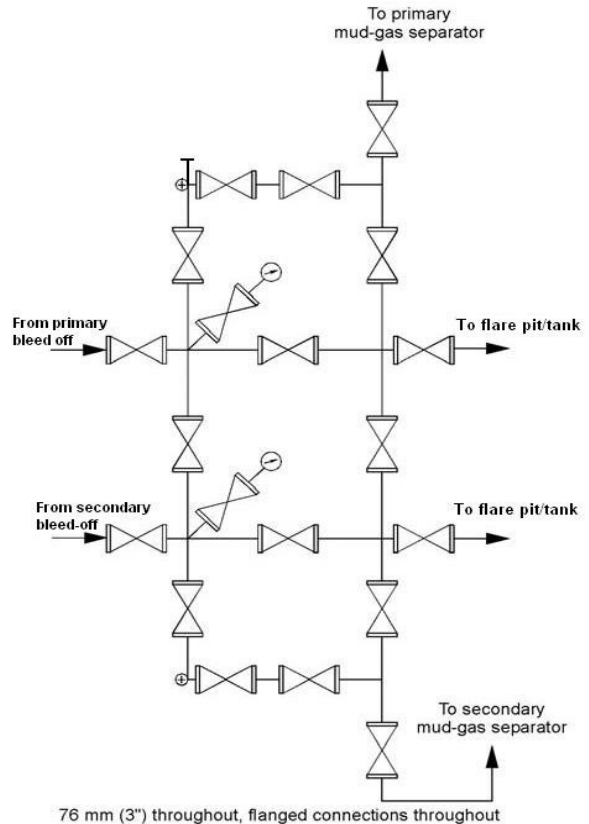 To primary
mud-gas separator
From primary
bleed off
To flare pit/tank
From secondary
bleed-off
To flare pit/tank
To secondary
mud-gas separator
76 mm (3") throughout, flanged connections throughout